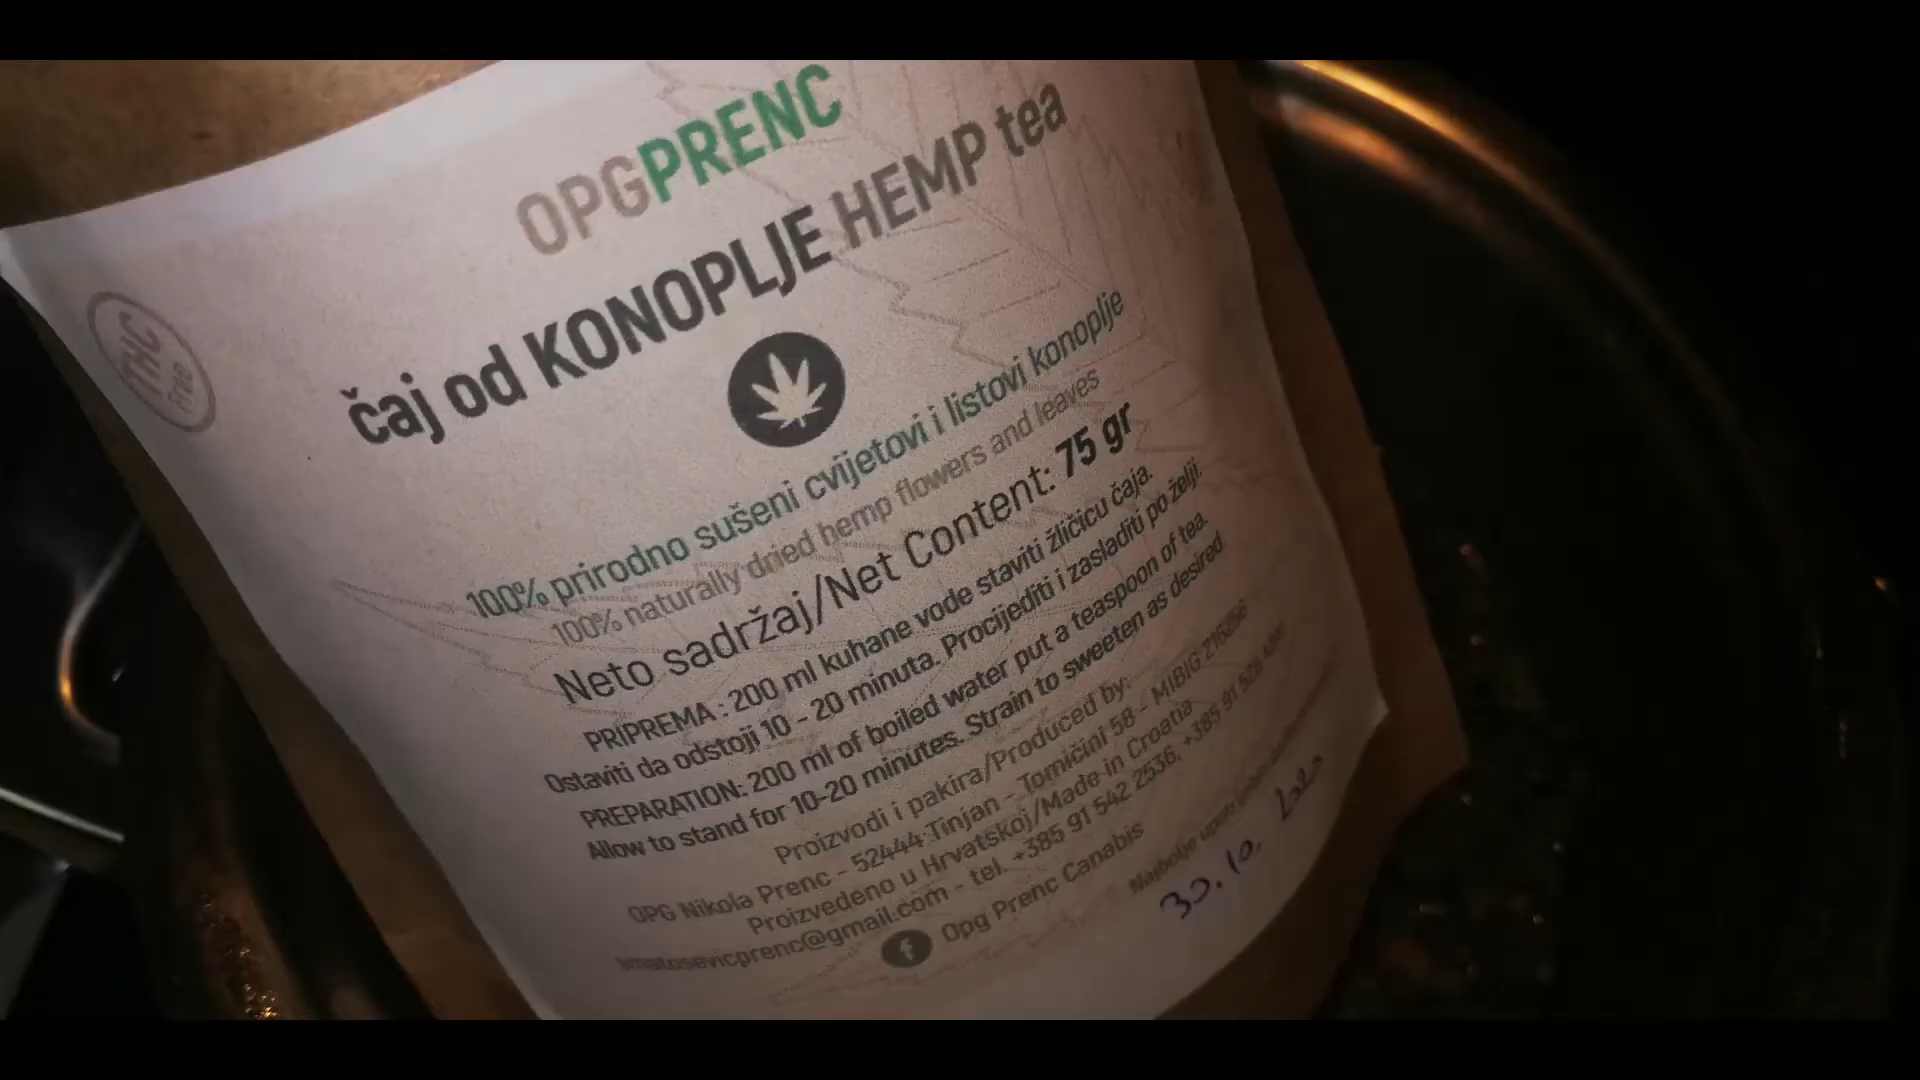 OPGPRENC
čaj od KONOPLJE HEMP tea
THC
free
100% prirodno sušeni cvijetovi i listovi konoplje
100% naturally dried hemp flowers and leaves
Neto sadržaj/Net Content: 75 gr
PRIPREMA : 200 ml kuhane vode staviti žličicu čaja.
Ostaviti da odstoji 10 - 20 minuta. Procijediti i zasladiti po želji.
PREPARATION: 200 ml of boiled water put a teaspoon of tea.
Allow to stand for 10-20 minutes. Strain to sweeten as desired.
Proizvodi i pakira/Produced by:
OPG Nikola Prenc - 52444 Tinjan - Tomičini 58 - MIBIG
Proizvedeno u Hrvatskoj/Made in Croatia
- tel. +385 91 542 2536, +385 91 528
Opg Prenc Canabis
Najbolje upotrijebiti
30.10. 2020